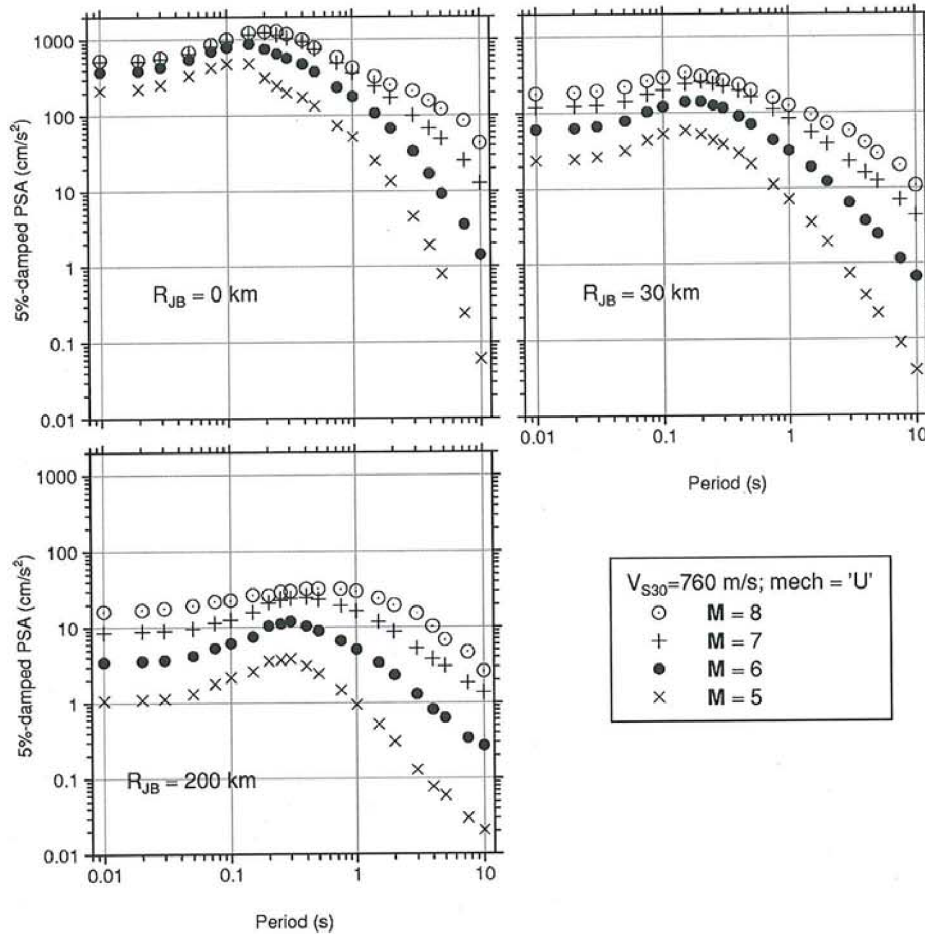 1000
100
10
1
0.1
0.01
5%-damped PSA (cm/s²)
R_JB = 0 km
R_JB = 30 km
0.01
0.1
1
10
Period (s)
1000
100
10
1
0.1
0.01
5%-damped PSA (cm/s²)
R_JB = 200 km
0.01
0.1
1
10
Period (s)
V_S30=760 m/s; mech = 'U'
M = 8
M = 7
M = 6
M = 5